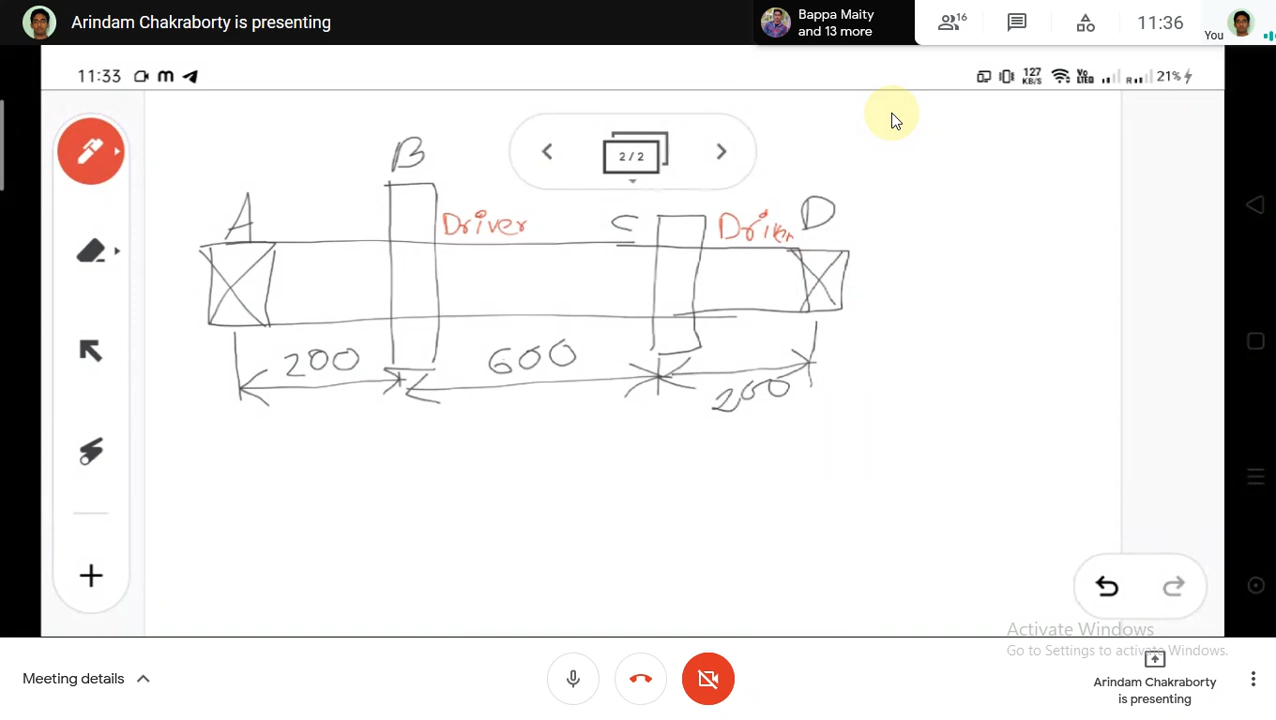 Arindam Chakraborty is presenting
Bappa Maity
and 13 more
16
11:36
You
11:33 m
127
KB/S
Vo
LTED
R
21%
2 / 2
B
A
Driver
C
Driver
D
200
600
200
Activate Windows
Go to Settings to activate Windows.
Meeting details
Arindam Chakraborty
is presenting